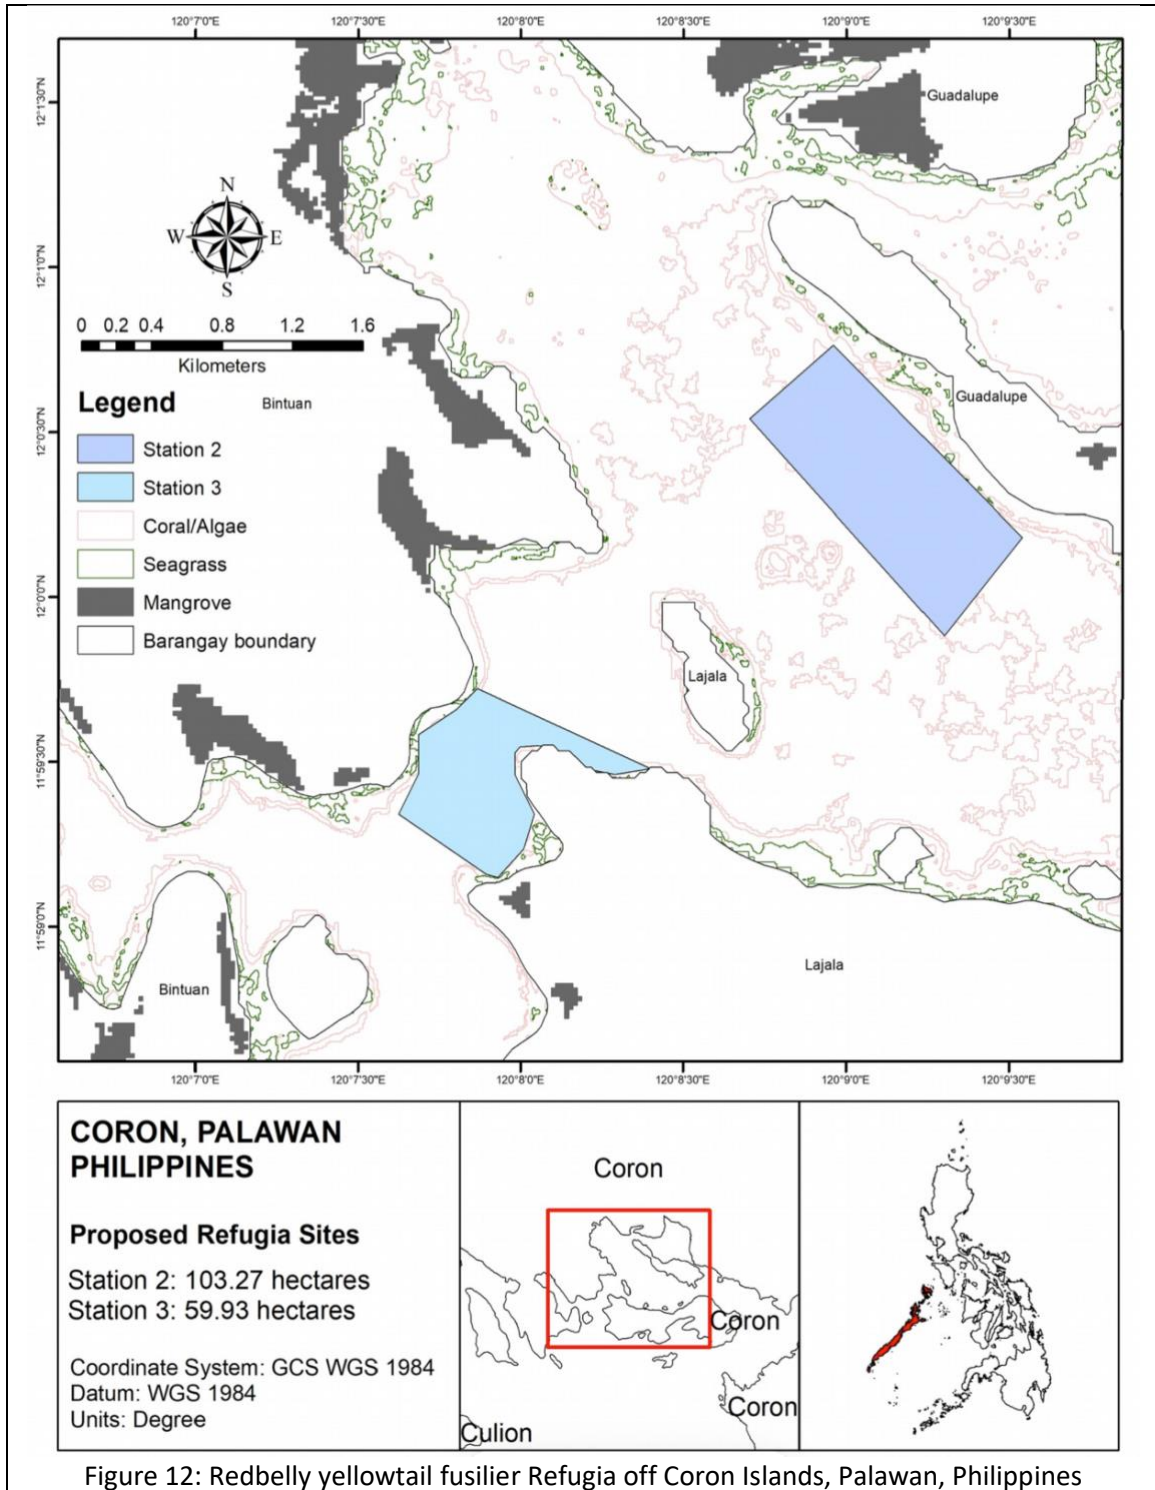 120°7'0"E 120°7'30"E 120°8'0"E 120°8'30"E 120°9'0"E 120°9'30"E
12°1'30"N
Guadalupe
N
W E
S
12°1'0"N
0 0.2 0.4 0.8 1.2 1.6
Kilometers
Legend
Bintuan
Guadalupe
12°0'30"N
Station 2
Station 3
Coral/Algae
Seagrass
Mangrove
12°0'0"N
Barangay boundary
Lajala
11°59'30"N
11°59'0"N
Lajala
Bintuan
120°7'0"E 120°7'30"E 120°8'0"E 120°8'30"E 120°9'0"E 120°9'30"E
CORON, PALAWAN
PHILIPPINES
Proposed Refugia Sites
Station 2: 103.27 hectares
Station 3: 59.93 hectares
Coordinate System: GCS WGS 1984
Datum: WGS 1984
Units: Degree
Coron
Coron
Coron
Culion
Figure 12: Redbelly yellowtail fusilier Refugia off Coron Islands, Palawan, Philippines